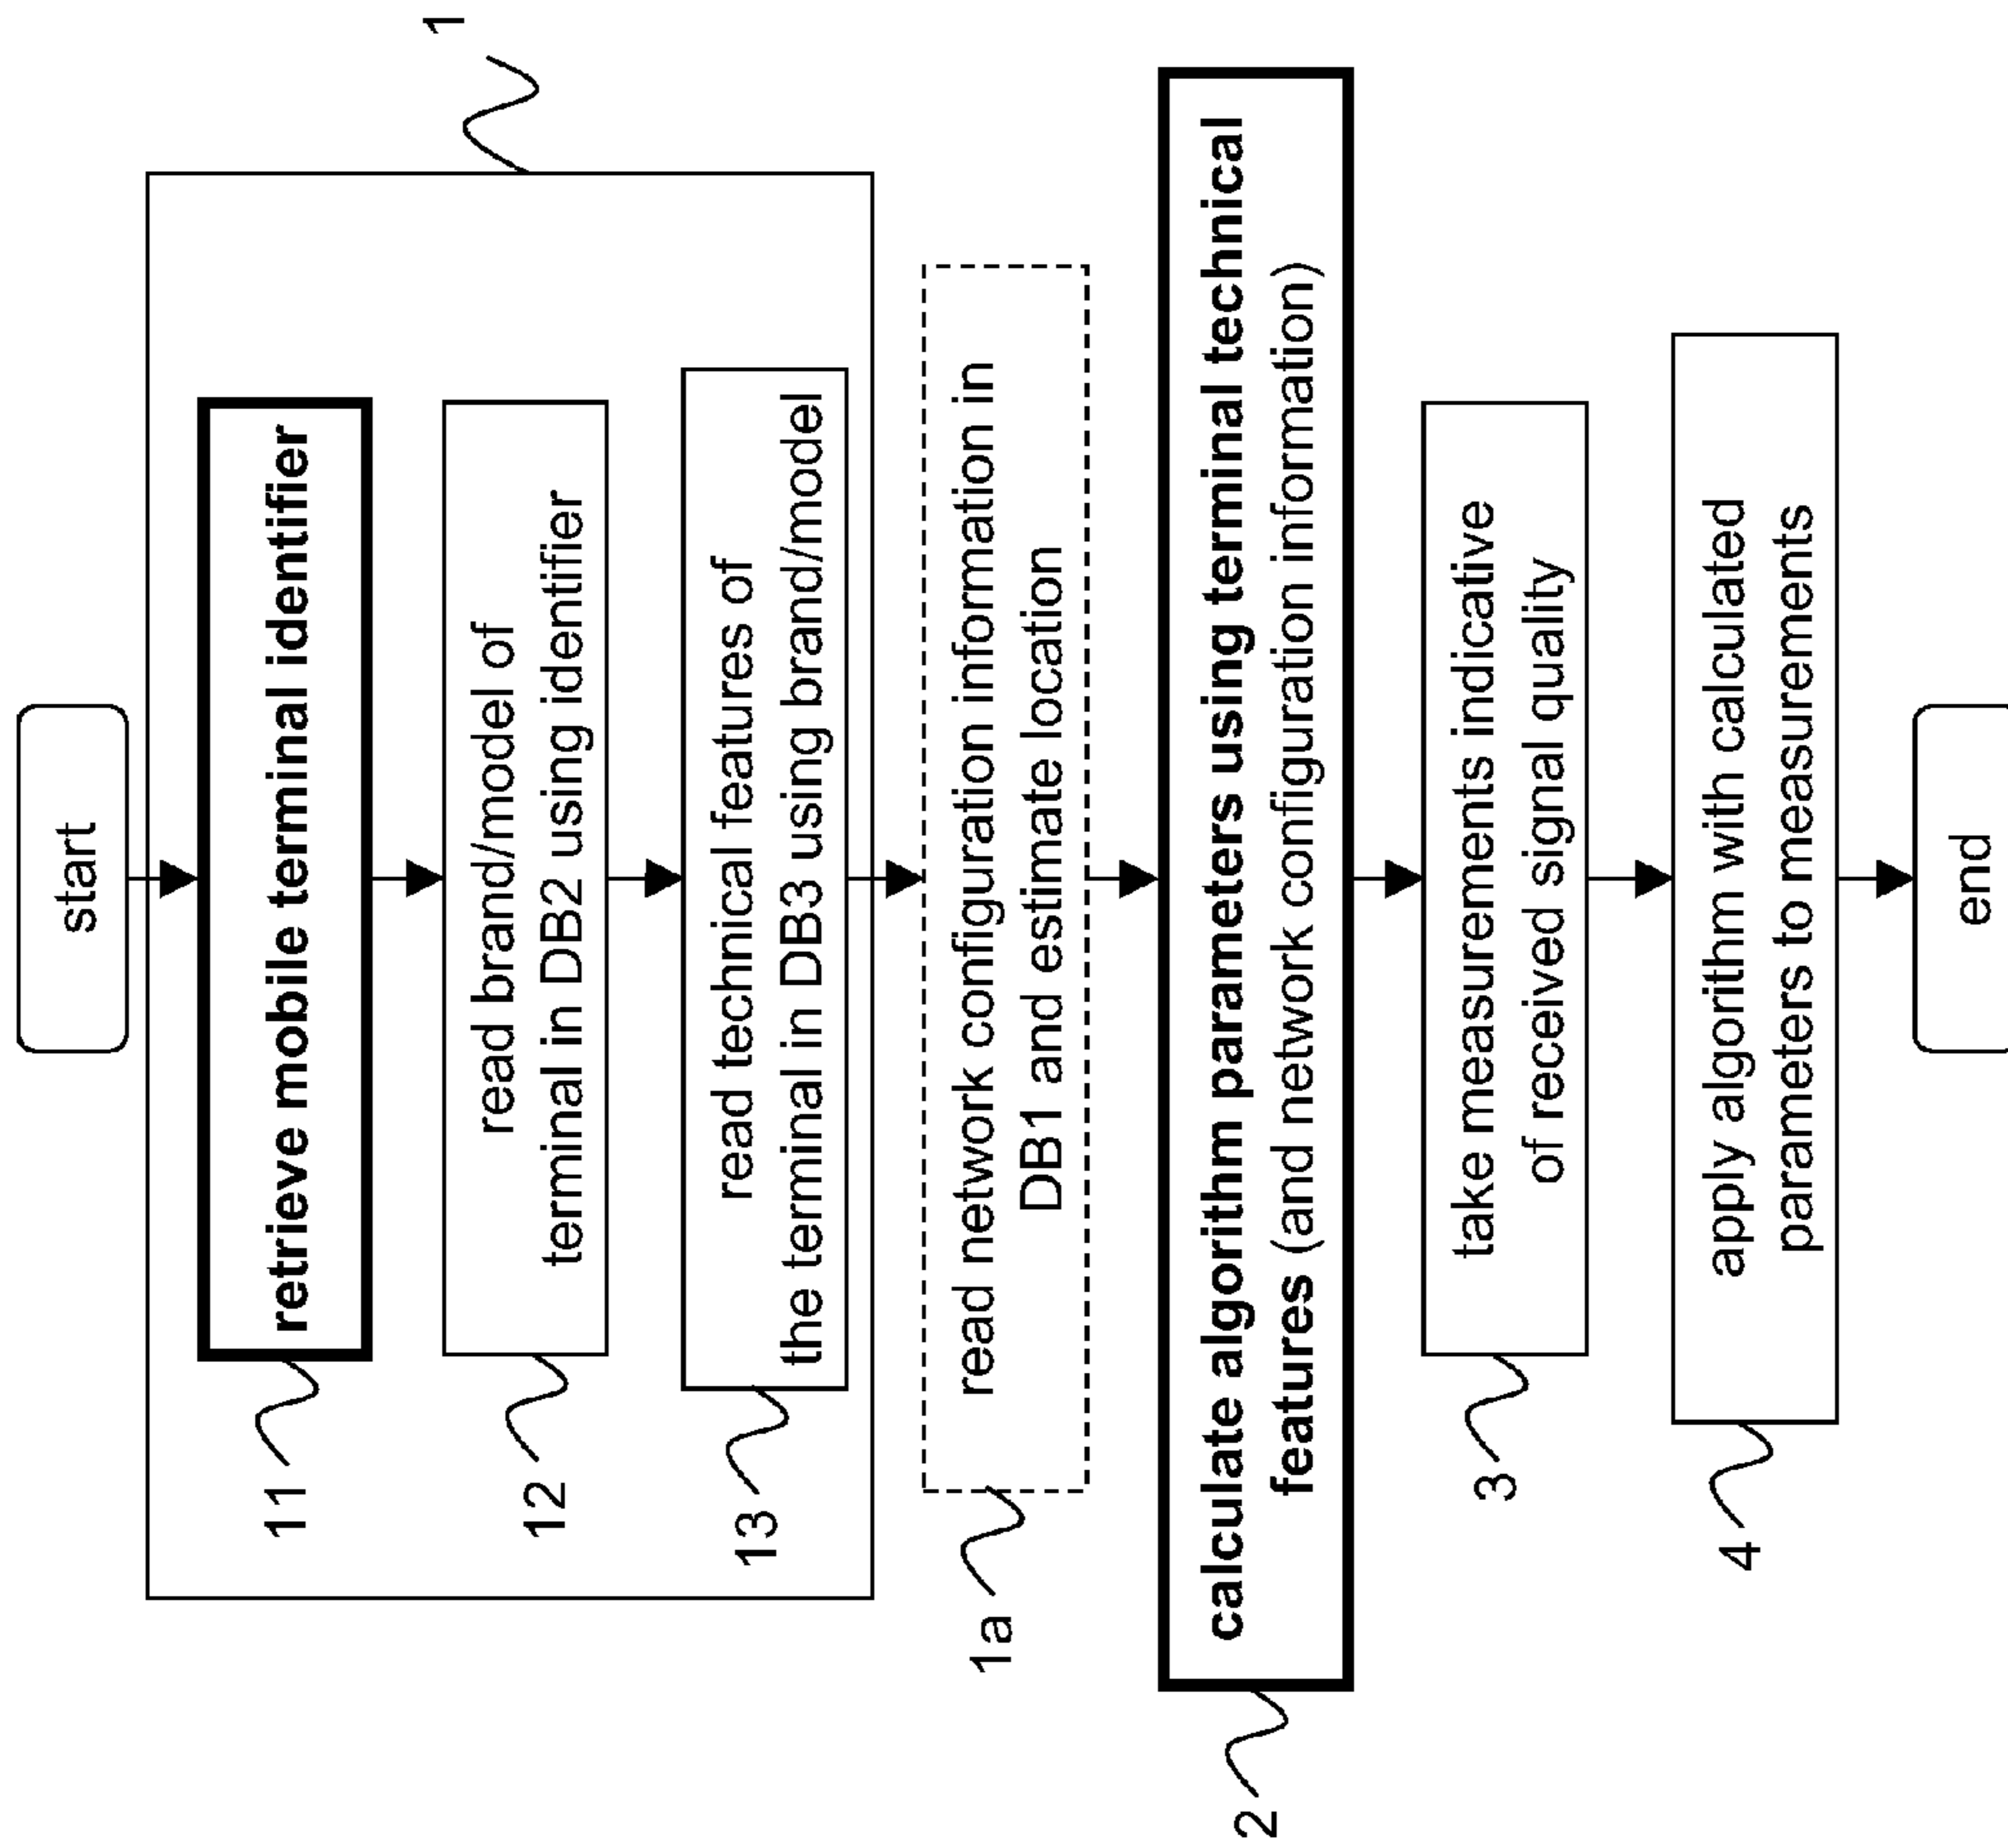 start
1
11
retrieve mobile terminal identifier
12
read brand/model of
terminal in DB2 using identifier
13
read technical features of
the terminal in DB3 using brand/model
1a
read network configuration information in
DB1 and estimate location
2
calculate algorithm parameters using terminal technical
features (and network configuration information)
3
take measurements indicative
of received signal quality
4
apply algorithm with calculated
parameters to measurements
end